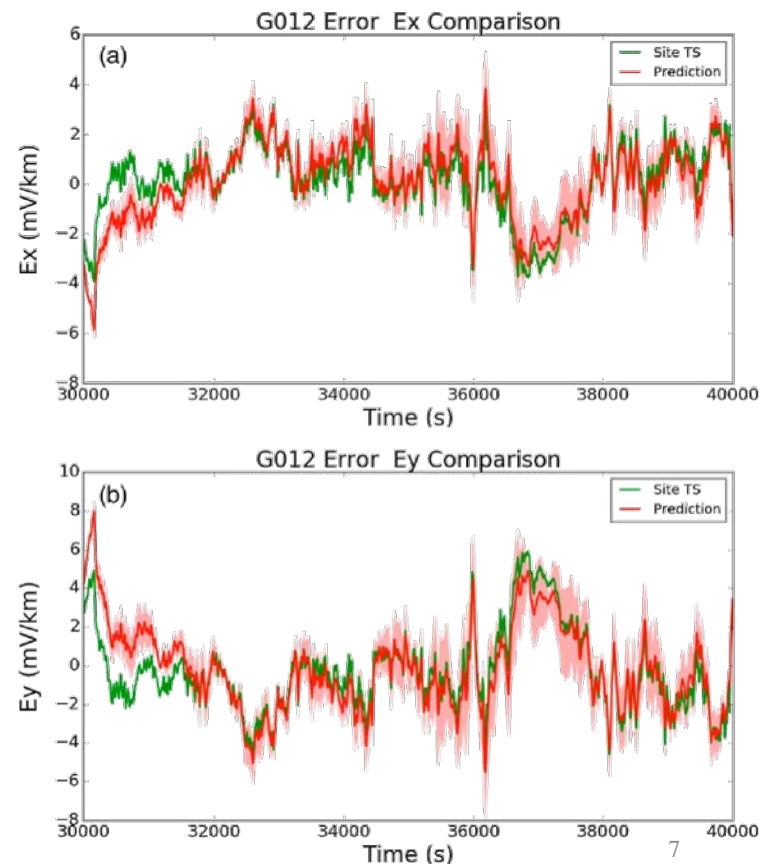 G012 Error Ex Comparison
(a)
Site TS
Prediction
Ex (mV/km)
6
4
2
0
−2
−4
−6
−8
30000 32000 34000 36000 38000 40000
Time (s)
G012 Error Ey Comparison
(b)
Site TS
Prediction
Ey (mV/km)
10
8
6
4
2
0
−2
−4
−6
−8
30000 32000 34000 36000 38000 40000
Time (s)
7